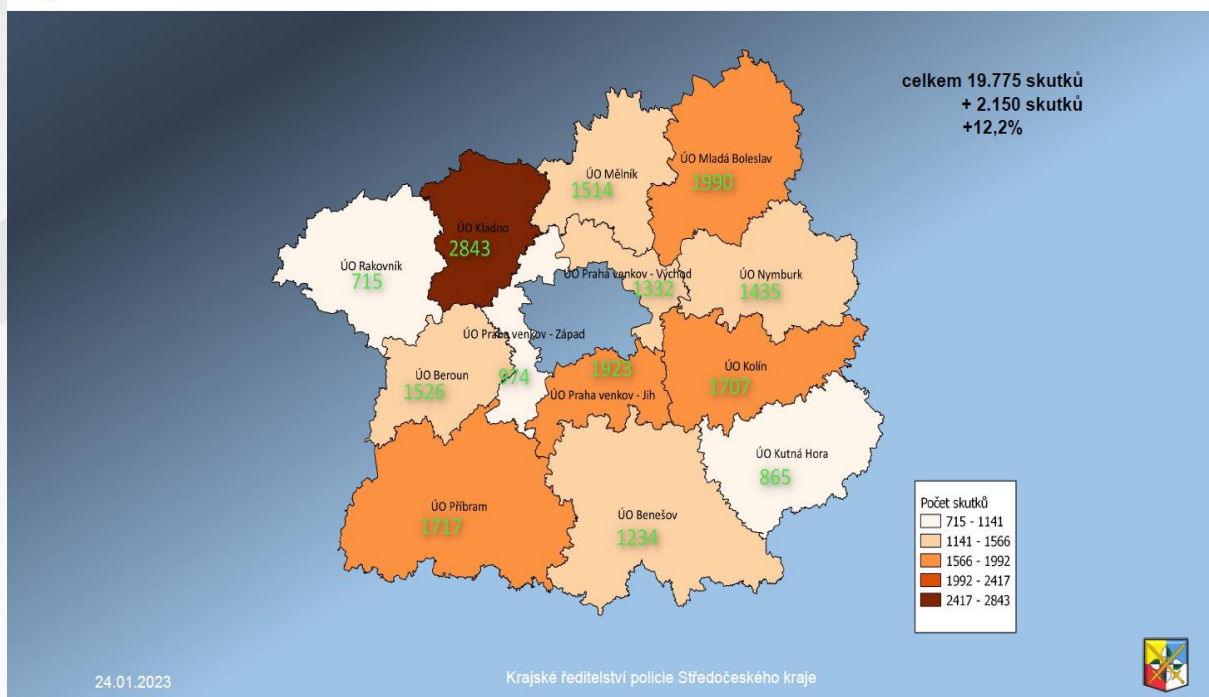 celkem 19.775 skutků
+ 2.150 skutků
+12,2%
ÚO Mladá Boleslav
1990
ÚO Mělník
1514
ÚO Kladno
2843
ÚO Rakovník
715
ÚO Praha venkov - Východ
1332
ÚO Nymburk
1435
ÚO Praha venkov - Západ
974
ÚO Beroun
1526
1923
ÚO Praha venkov - Jih
ÚO Kolín
1707
ÚO Kutná Hora
865
ÚO Příbram
1717
ÚO Benešov
1234
Počet skutků
715 - 1141
1141 - 1566
1566 - 1992
1992 - 2417
2417 - 2843
24.01.2023
Krajské ředitelství policie Středočeského kraje